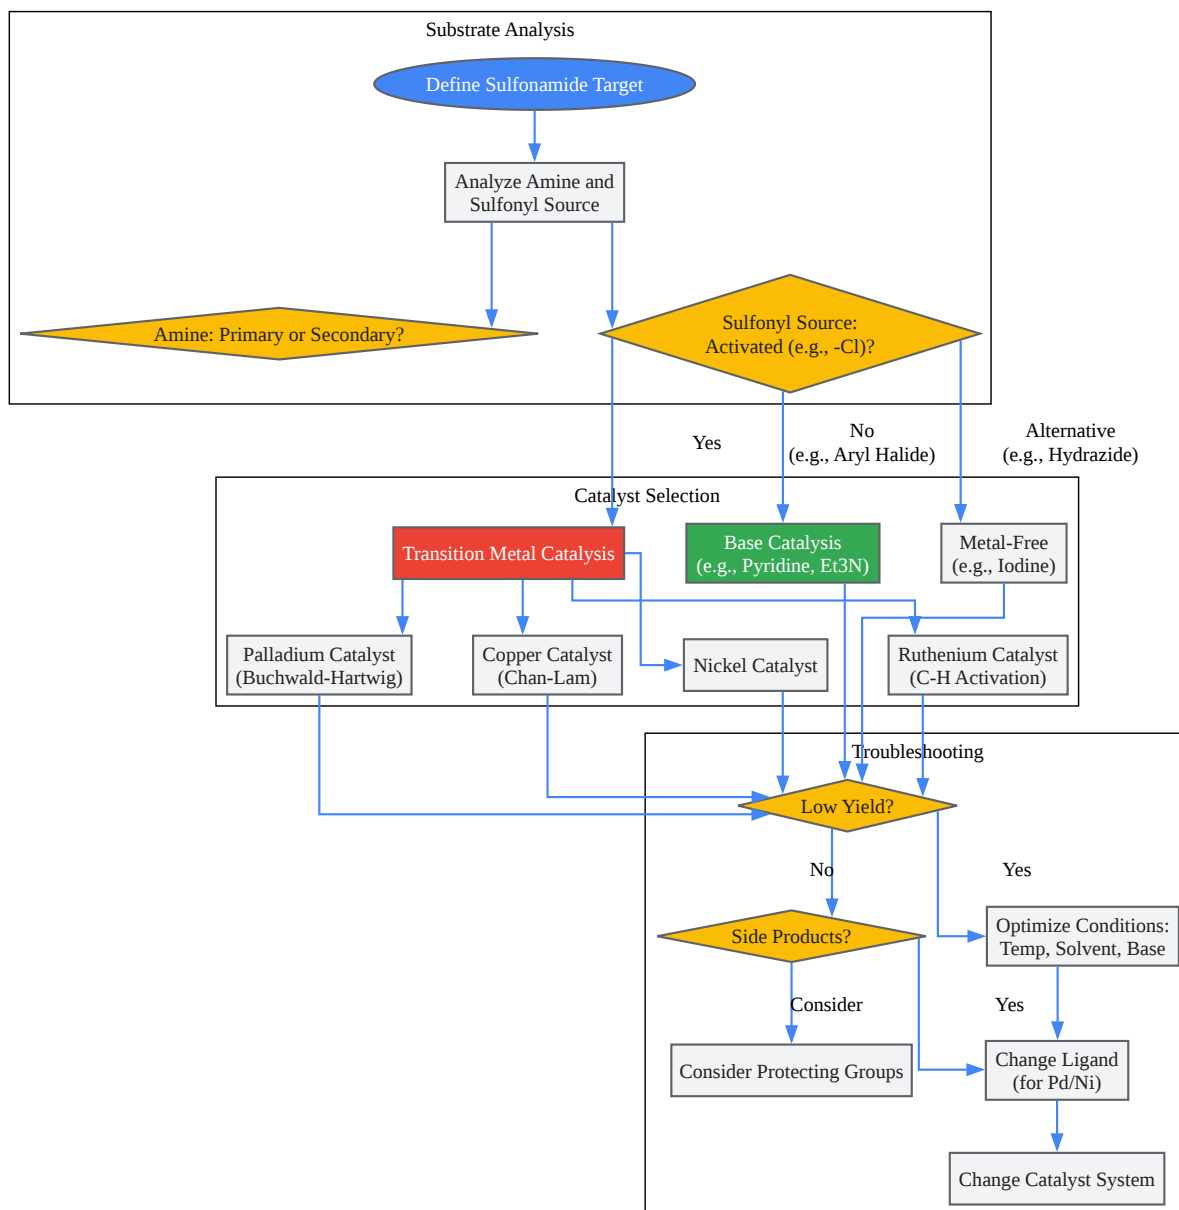 Substrate Analysis
Define Sulfonamide Target
Analyze Amine and
Sulfonyl Source
Amine: Primary or Secondary?
Sulfonyl Source:
Activated (e.g., -Cl)?
Yes
No
(e.g., Aryl Halide)
Alternative
(e.g., Hydrazide)
Catalyst Selection
Transition Metal Catalysis
Base Catalysis
(e.g., Pyridine, Et3N)
Metal-Free
(e.g., Iodine)
Palladium Catalyst
(Buchwald-Hartwig)
Copper Catalyst
(Chan-Lam)
Nickel Catalyst
Ruthenium Catalyst
(C-H Activation)
Troubleshooting
Low Yield?
No
Yes
Side Products?
Optimize Conditions:
Temp, Solvent, Base
Consider
Yes
Consider Protecting Groups
Change Ligand
(for Pd/Ni)
Change Catalyst System